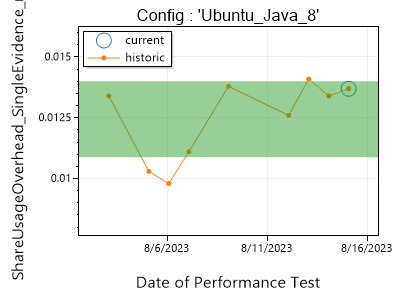 Config : 'Ubuntu_Java_8'
current
historic
0.015
0.0125
0.01
ShareUsageOverhead_SingleEvidence_
8/6/2023
8/11/2023
8/16/2023
Date of Performance Test